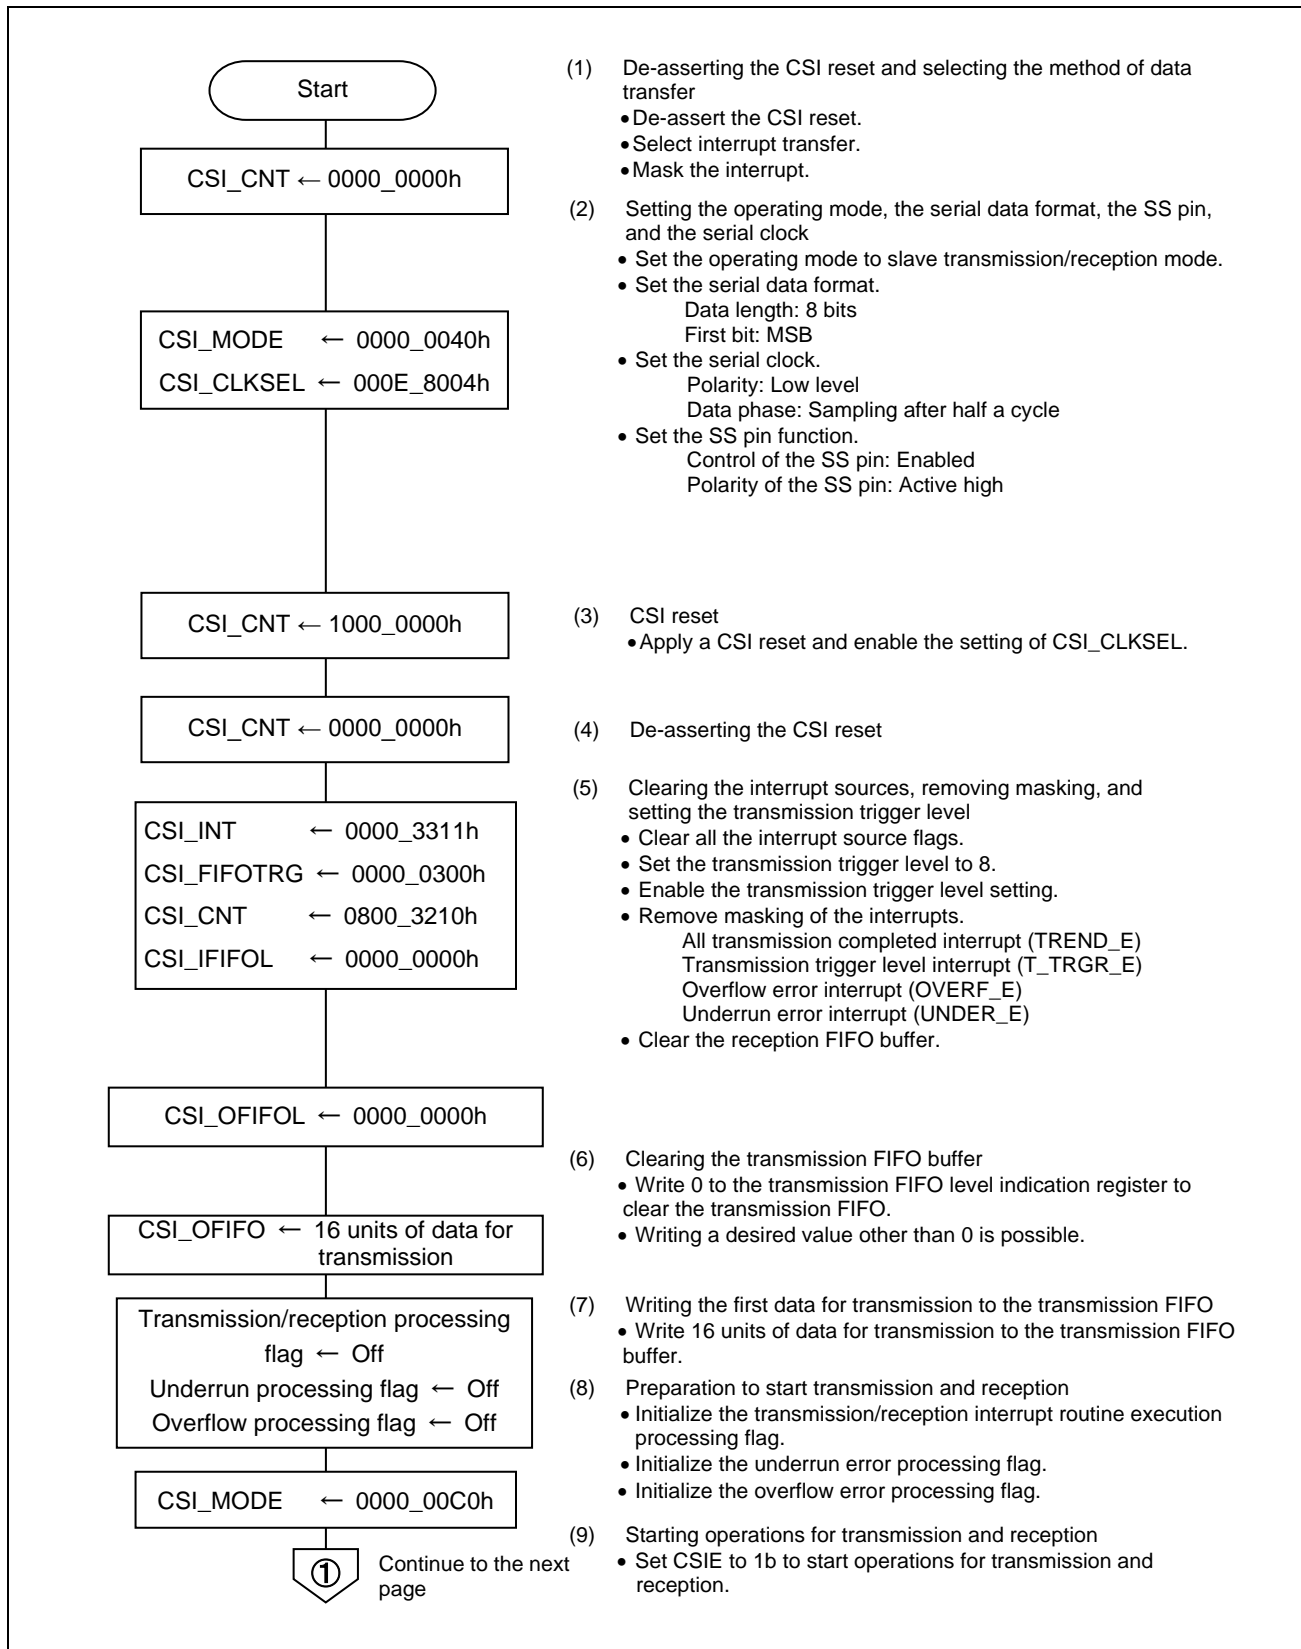 Start
CSI_CNT ← 0000_0000h
CSI_MODE ← 0000_0040h
CSI_CLKSEL ← 000E_8004h
CSI_CNT ← 1000_0000h
CSI_CNT ← 0000_0000h
CSI_INT ← 0000_3311h
CSI_FIFOTRG ← 0000_0300h
CSI_CNT ← 0800_3210h
CSI_IFIFOL ← 0000_0000h
CSI_OFIFOL ← 0000_0000h
CSI_OFIFO ← 16 units of data for
transmission
Transmission/reception processing
flag ← Off
Underrun processing flag ← Off
Overflow processing flag ← Off
CSI_MODE ← 0000_00C0h
① Continue to the next
page
(1) De-asserting the CSI reset and selecting the method of data
transfer
• De-assert the CSI reset.
• Select interrupt transfer.
• Mask the interrupt.
(2) Setting the operating mode, the serial data format, the SS pin,
and the serial clock
• Set the operating mode to slave transmission/reception mode.
• Set the serial data format.
Data length: 8 bits
First bit: MSB
• Set the serial clock.
Polarity: Low level
Data phase: Sampling after half a cycle
• Set the SS pin function.
Control of the SS pin: Enabled
Polarity of the SS pin: Active high
(3) CSI reset
• Apply a CSI reset and enable the setting of CSI_CLKSEL.
(4) De-asserting the CSI reset
(5) Clearing the interrupt sources, removing masking, and
setting the transmission trigger level
• Clear all the interrupt source flags.
• Set the transmission trigger level to 8.
• Enable the transmission trigger level setting.
• Remove masking of the interrupts.
All transmission completed interrupt (TREND_E)
Transmission trigger level interrupt (T_TRGR_E)
Overflow error interrupt (OVERF_E)
Underrun error interrupt (UNDER_E)
• Clear the reception FIFO buffer.
(6) Clearing the transmission FIFO buffer
• Write 0 to the transmission FIFO level indication register to
clear the transmission FIFO.
• Writing a desired value other than 0 is possible.
(7) Writing the first data for transmission to the transmission FIFO
• Write 16 units of data for transmission to the transmission FIFO
buffer.
(8) Preparation to start transmission and reception
• Initialize the transmission/reception interrupt routine execution
processing flag.
• Initialize the underrun error processing flag.
• Initialize the overflow error processing flag.
(9) Starting operations for transmission and reception
• Set CSIE to 1b to start operations for transmission and
reception.